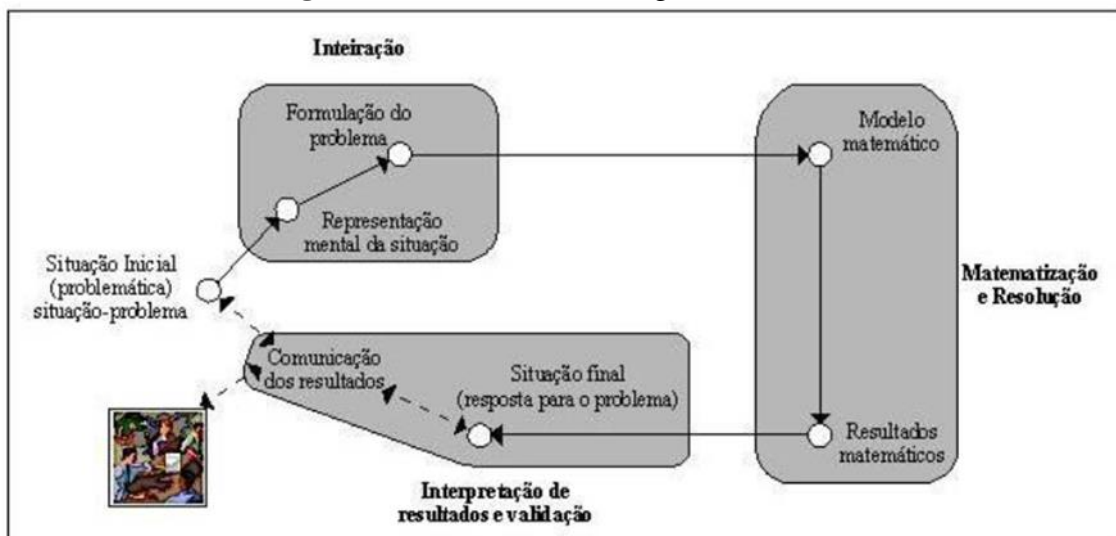 Inteiração
Formulação do
problema
Representação
mental da situação
Situação Inicial
(problemática)
situação-problema
Modelo
matemático
Matematização
e Resolução
Resultados
matemáticos
Comunicação
dos resultados
Situação final
(resposta para o problema)
Interpretação de
resultados e validação